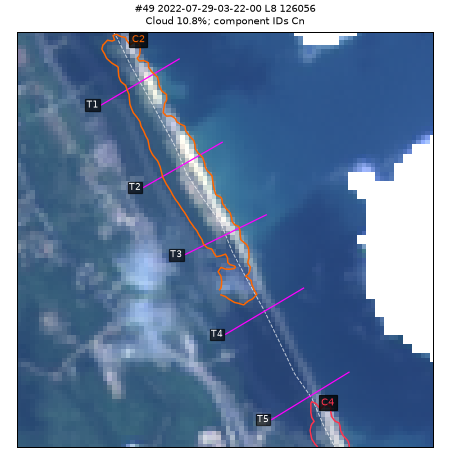 #49 2022-07-29-03-22-00 L8 126056
Cloud 10.8%; component IDs Cn
C2
T1
T2
T3
T4
C4
T5